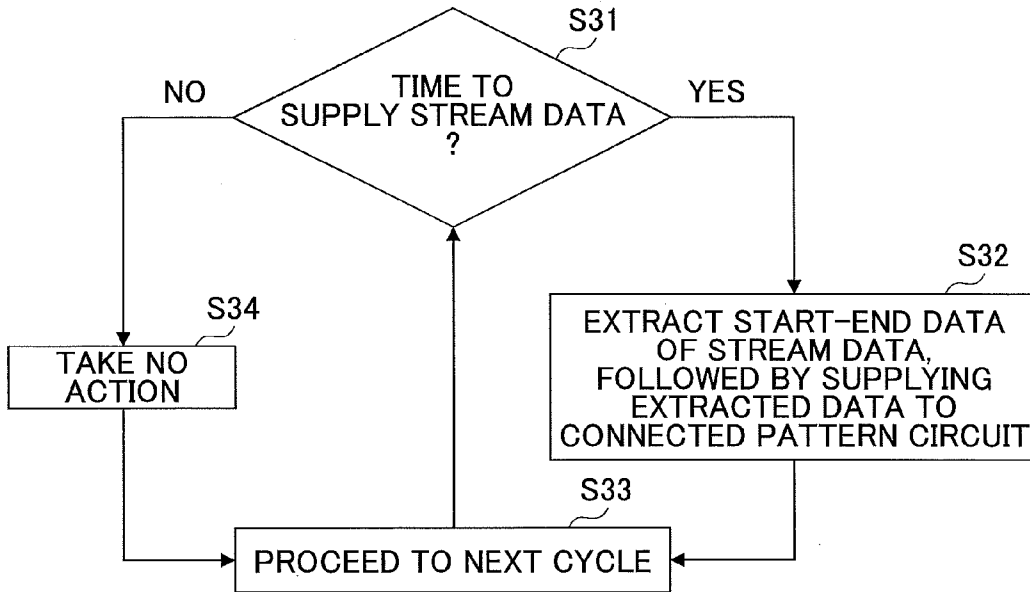 S31
TIME TO
SUPPLY STREAM DATA
?
NO
YES
S34
TAKE NO
ACTION
S32
EXTRACT START-END DATA
OF STREAM DATA,
FOLLOWED BY SUPPLYING
EXTRACTED DATA TO
CONNECTED PATTERN CIRCUIT
S33
PROCEED TO NEXT CYCLE